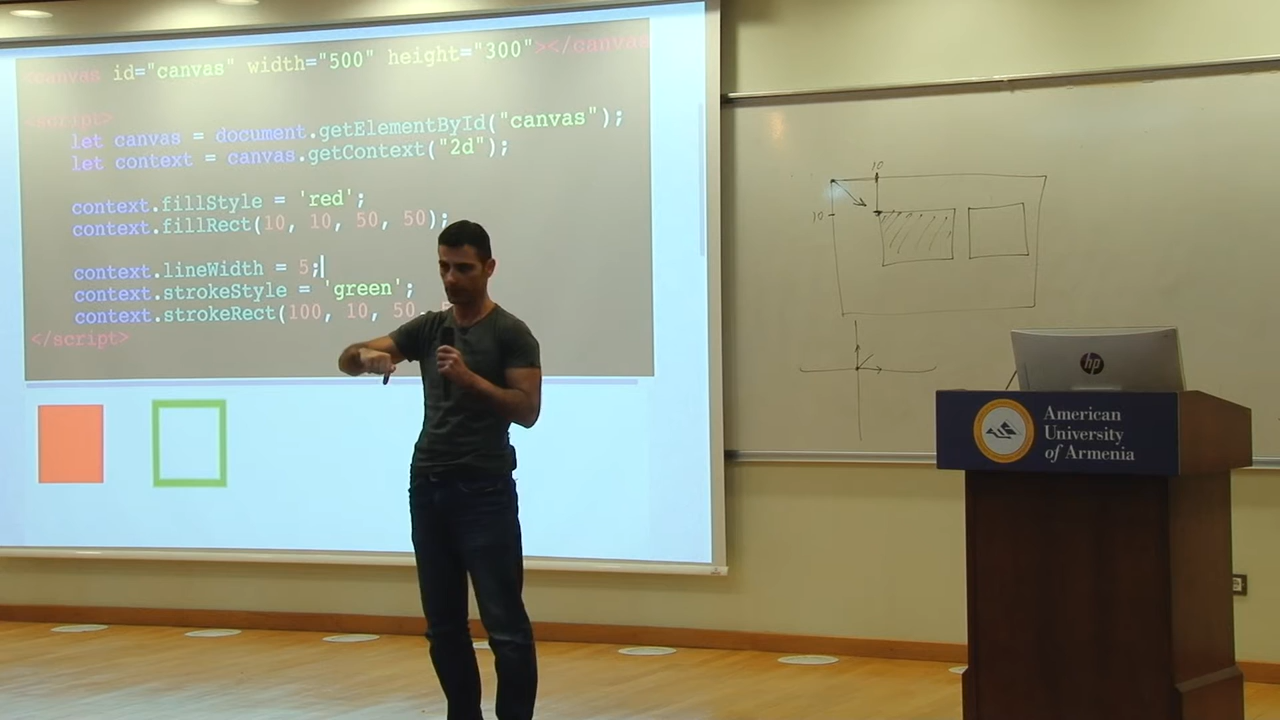 <canvas id="canvas" width="500" height="300"></canvas
<script>
let canvas = document.getElementById("canvas");
let context = canvas.getContext("2d");
context.fillStyle = 'red';
context.fillRect(10, 10, 50, 50);
context.lineWidth = 5;
context.strokeStyle = 'green';
context.strokeRect(100, 10, 50,
</script>
10
10
hp
American
University
of Armenia